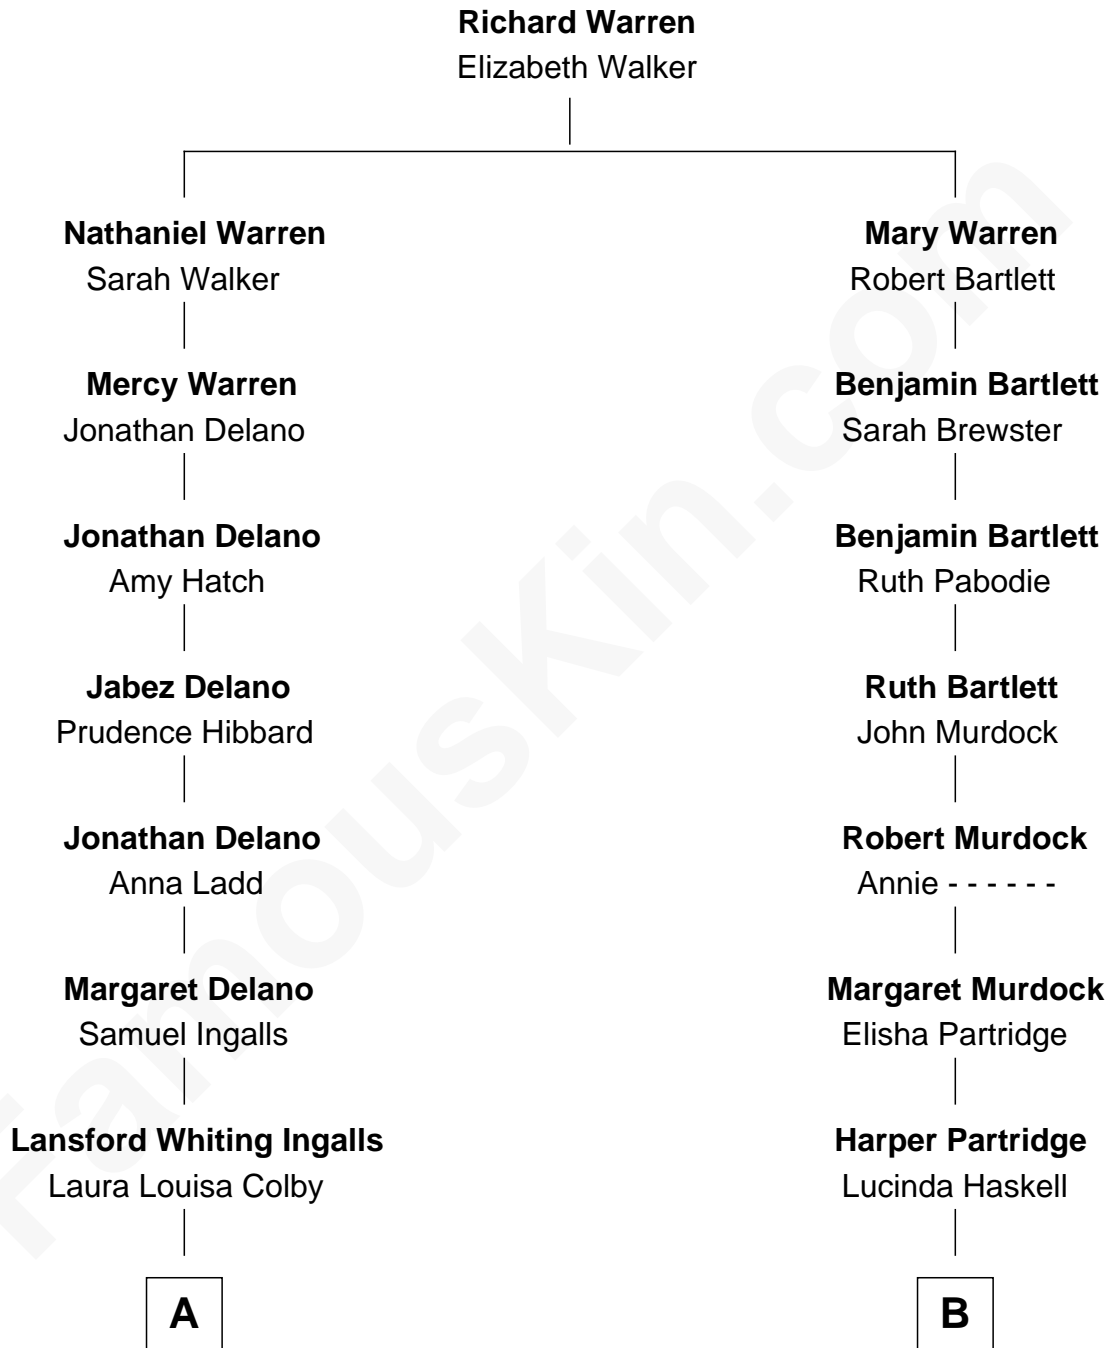 Richard Warren
Elizabeth Walker
Nathaniel Warren
Sarah Walker
Mercy Warren
Jonathan Delano
Jonathan Delano
Amy Hatch
Jabez Delano
Prudence Hibbard
Jonathan Delano
Anna Ladd
Margaret Delano
Samuel Ingalls
Lansford Whiting Ingalls
Laura Louisa Colby
A
Mary Warren
Robert Bartlett
Benjamin Bartlett
Sarah Brewster
Benjamin Bartlett
Ruth Pabodie
Ruth Bartlett
John Murdock
Robert Murdock
Annie - - - - - -
Margaret Murdock
Elisha Partridge
Harper Partridge
Lucinda Haskell
B
FamousKin.com